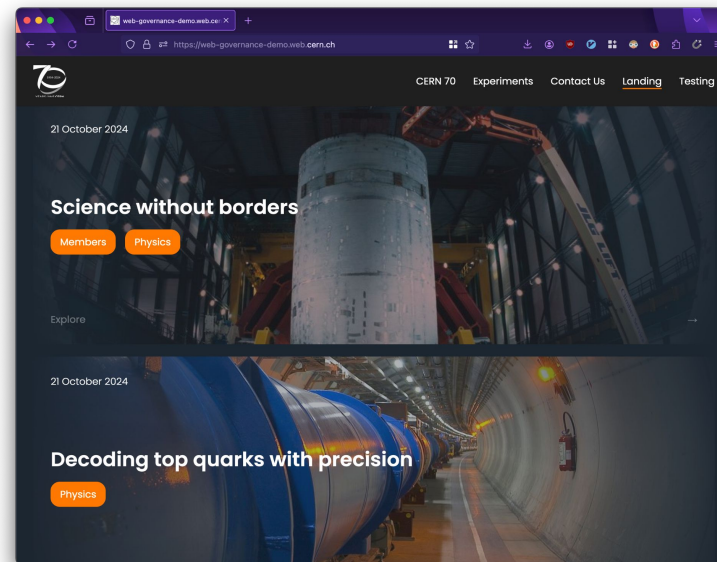 web-governance-demo.web.cer
https://web-governance-demo.web.cern.ch
CERN 70 Experiments Contact Us Landing Testing
21 October 2024
Science without borders
Members Physics
Explore →
21 October 2024
Decoding top quarks with precision
Physics